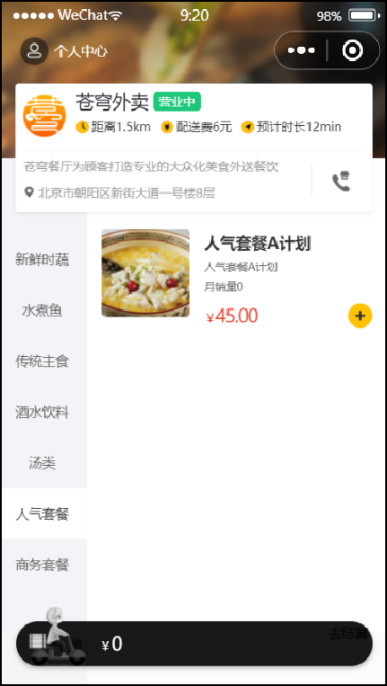 WeChat 9:20 98%
个人中心
苍穹外卖 营业中
距离1.5km 配送费6元 预计时长12min
苍穹餐厅为顾客打造专业的大众化美食外送餐饮
北京市朝阳区新街大道一号楼8层
新鲜时蔬
水煮鱼
传统主食
酒水饮料
汤类
人气套餐
商务套餐
人气套餐A计划
人气套餐A计划
月销量0
¥45.00
¥0
去结算